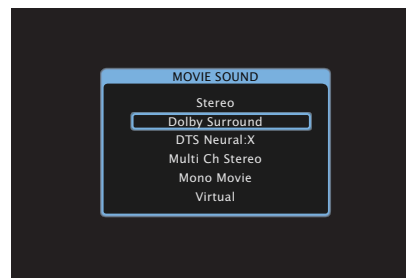 MOVIE SOUND
Stereo
Dolby Surround
DTS Neural:X
Multi Ch Stereo
Mono Movie
Virtual